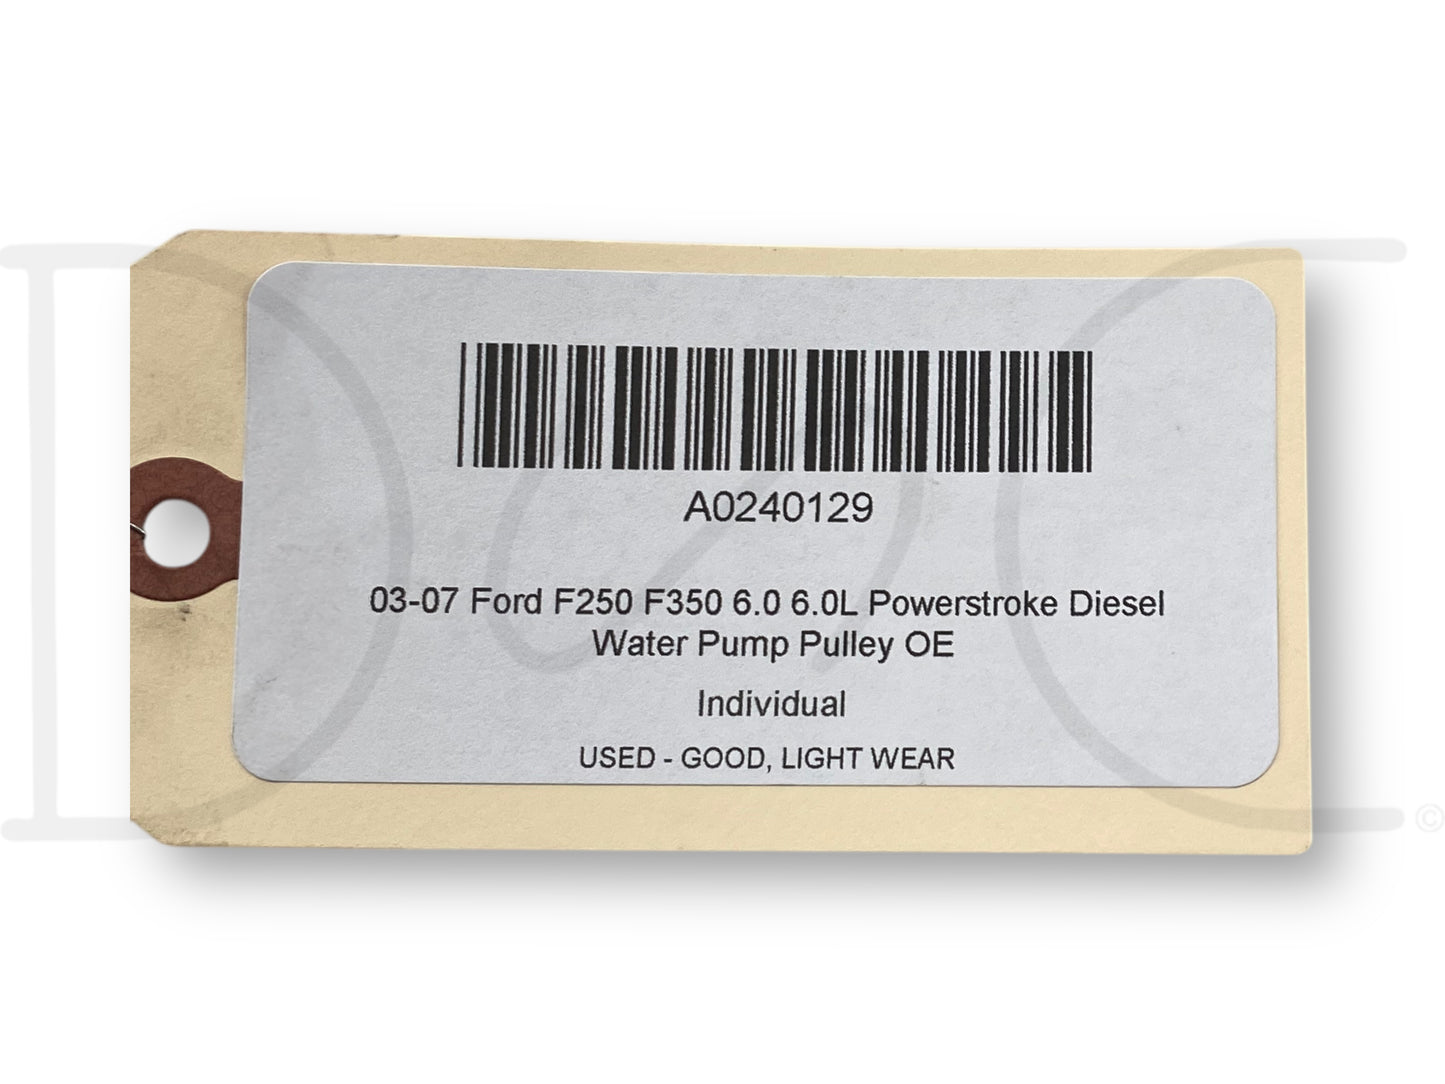 A0240129
03-07 Ford F250 F350 6.0 6.0L Powerstroke Diesel
Water Pump Pulley OE
Individual
USED - GOOD, LIGHT WEAR
©